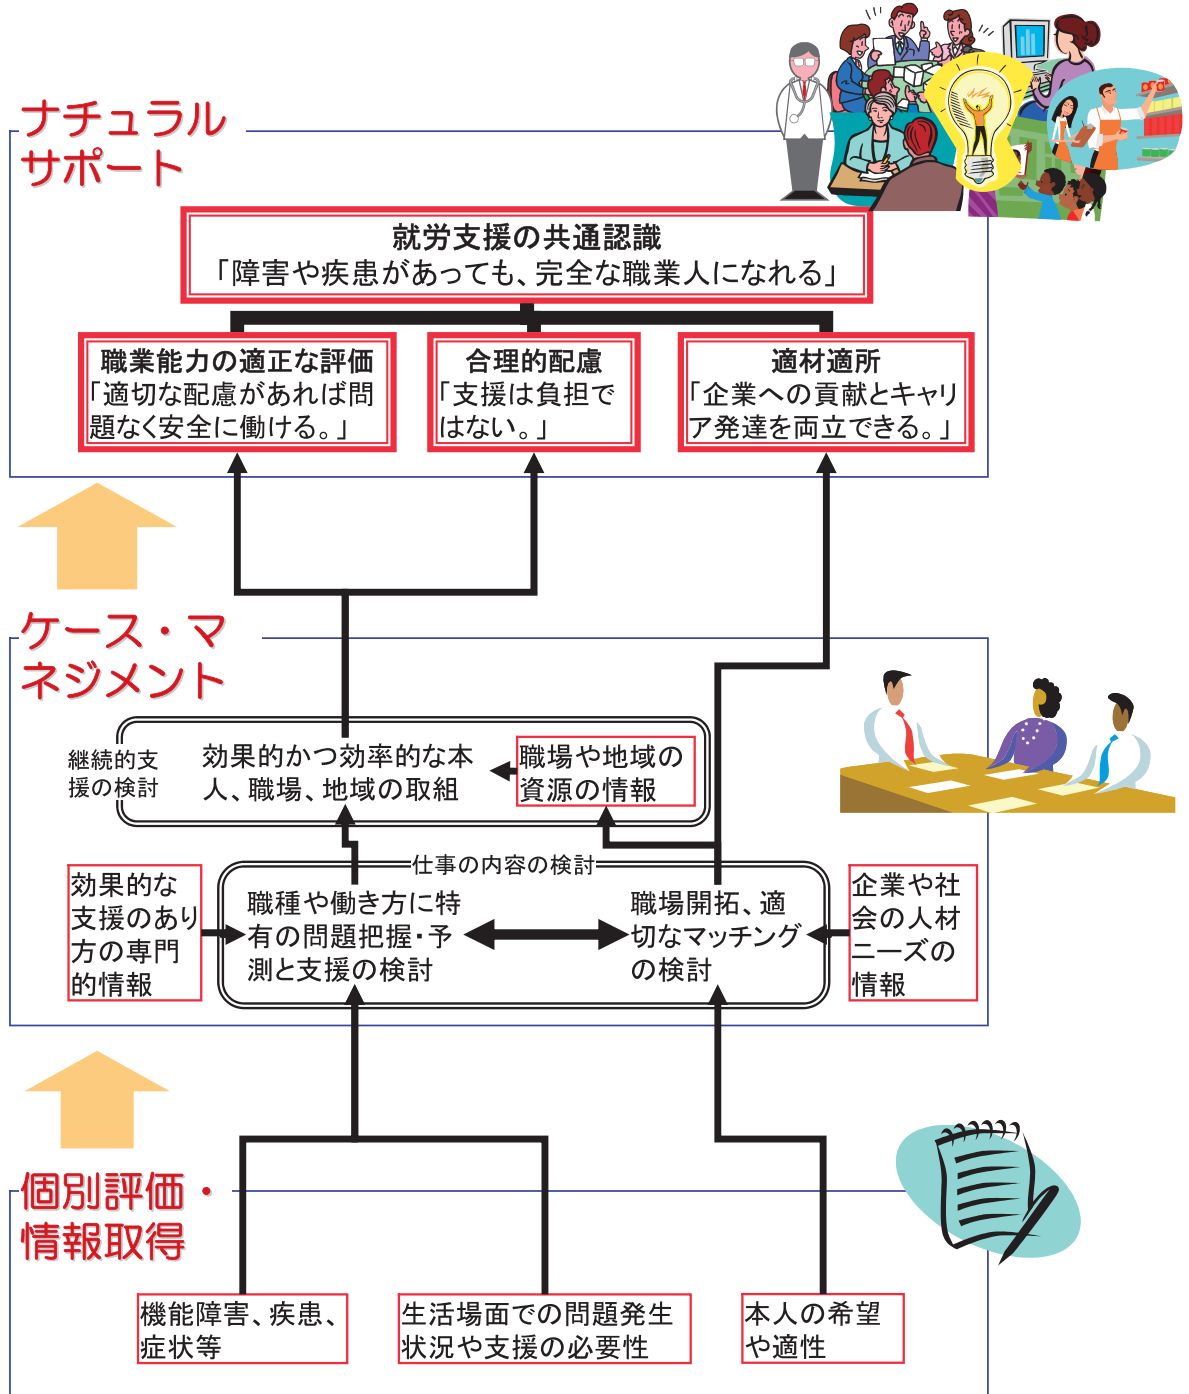 ナチュラル
サポート
就労支援の共通認識
「障害や疾患があっても、完全な職業人になれる」
職業能力の適正な評価
「適切な配慮があれば問
題なく安全に働ける。」
合理的配慮
「支援は負担で
はない。」
適材適所
「企業への貢献とキャリ
ア発達を両立できる。」
ケース・マ
ネジメント
継続的支
援の検討
効果的かつ効率的な本
人、職場、地域の取組
職場や地域の
資源の情報
仕事の内容の検討
効果的な
支援のあり
方の専門
的情報
職種や働き方に特
有の問題把握・予
測と支援の検討
職場開拓、適
切なマッチング
の検討
企業や社
会の人材
ニーズの
情報
個別評価・
情報取得
機能障害、疾患、
症状等
生活場面での問題発生
状況や支援の必要性
本人の希望
や適性